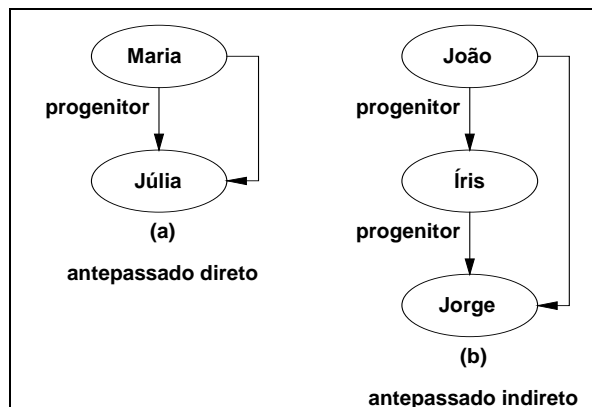 Maria
progenitor
Júlia
(a)
antepassado direto
João
progenitor
Íris
progenitor
Jorge
(b)
antepassado indireto